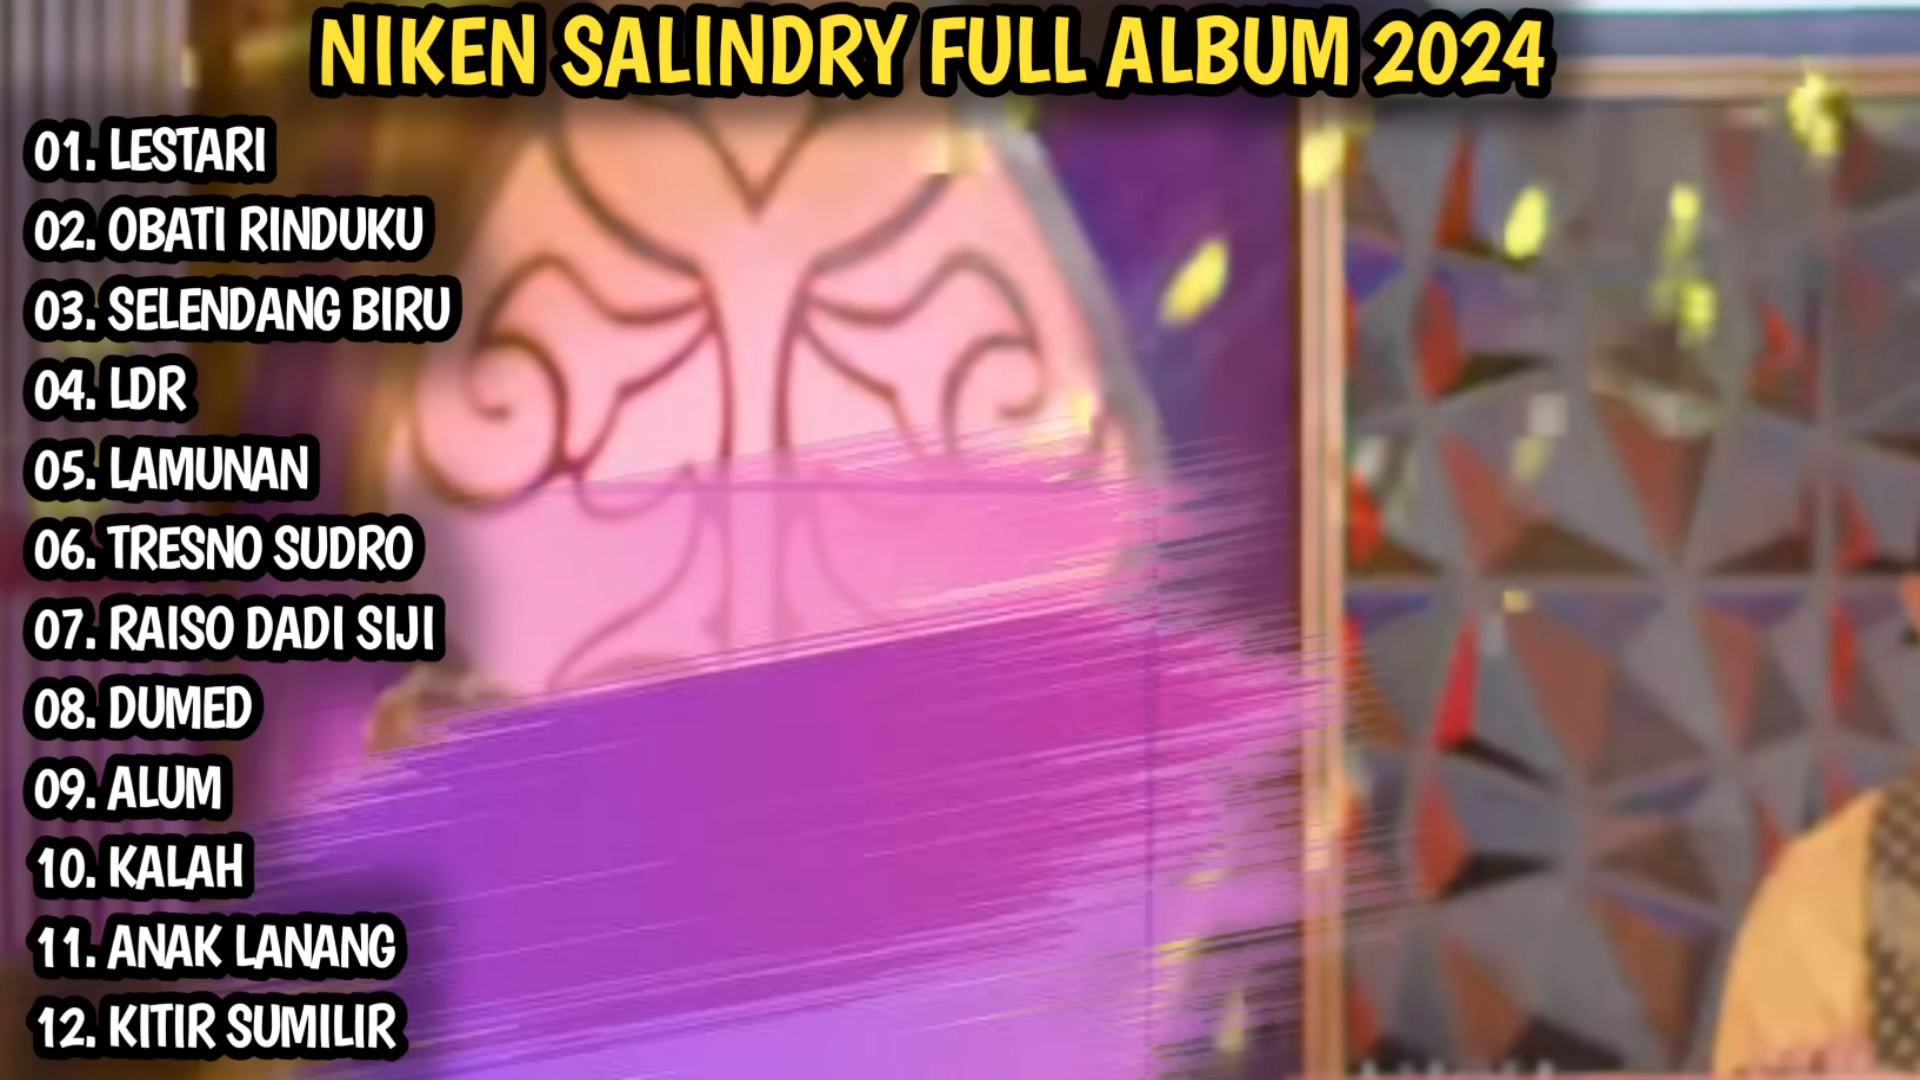 NIKEN SALINDRY FULL ALBUM 2024
01. LESTARI
02. OBATI RINDUKU
03. SELENDANG BIRU
04. LDR
05. LAMUNAN
06. TRESNO SUDRO
07. RAISO DADI SIJI
08. DUMED
09. ALUM
10. KALAH
11. ANAK LANANG
12. KITIR SUMILIR